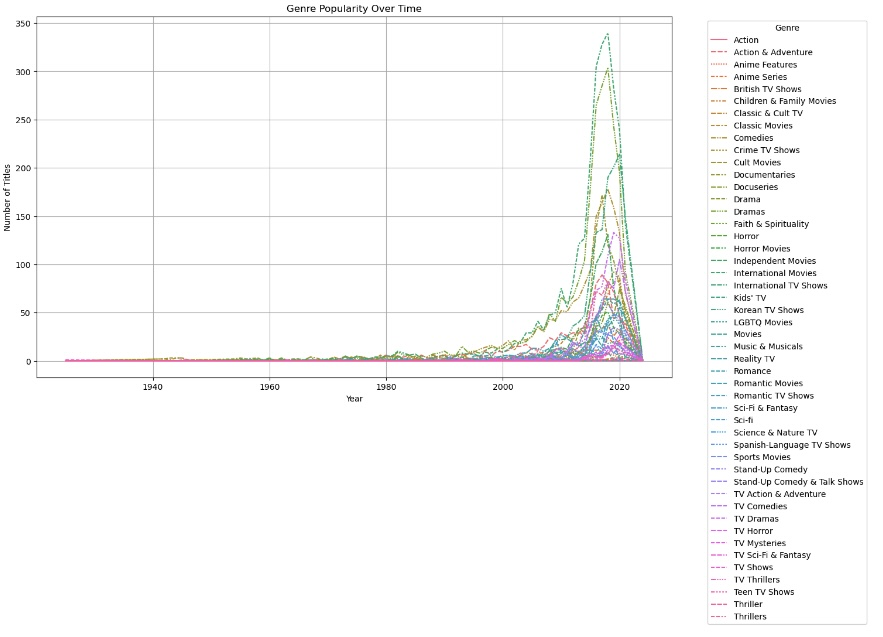 Genre Popularity Over Time
350
300
250
200
150
100
50
0
Number of Titles
1940
1960
1980
2000
2020
Year
Genre
Action
Action & Adventure
Anime Features
Anime Series
British TV Shows
Children & Family Movies
Classic & Cult TV
Classic Movies
Comedies
Crime TV Shows
Cult Movies
Documentaries
Docuseries
Drama
Dramas
Faith & Spirituality
Horror
Horror Movies
Independent Movies
International Movies
International TV Shows
Kids' TV
Korean TV Shows
LGBTQ Movies
Movies
Music & Musicals
Reality TV
Romance
Romantic Movies
Romantic TV Shows
Sci-Fi & Fantasy
Sci-fi
Science & Nature TV
Spanish-Language TV Shows
Sports Movies
Stand-Up Comedy
Stand-Up Comedy & Talk Shows
TV Action & Adventure
TV Comedies
TV Dramas
TV Horror
TV Mysteries
TV Sci-Fi & Fantasy
TV Shows
TV Thrillers
Teen TV Shows
Thriller
Thrillers